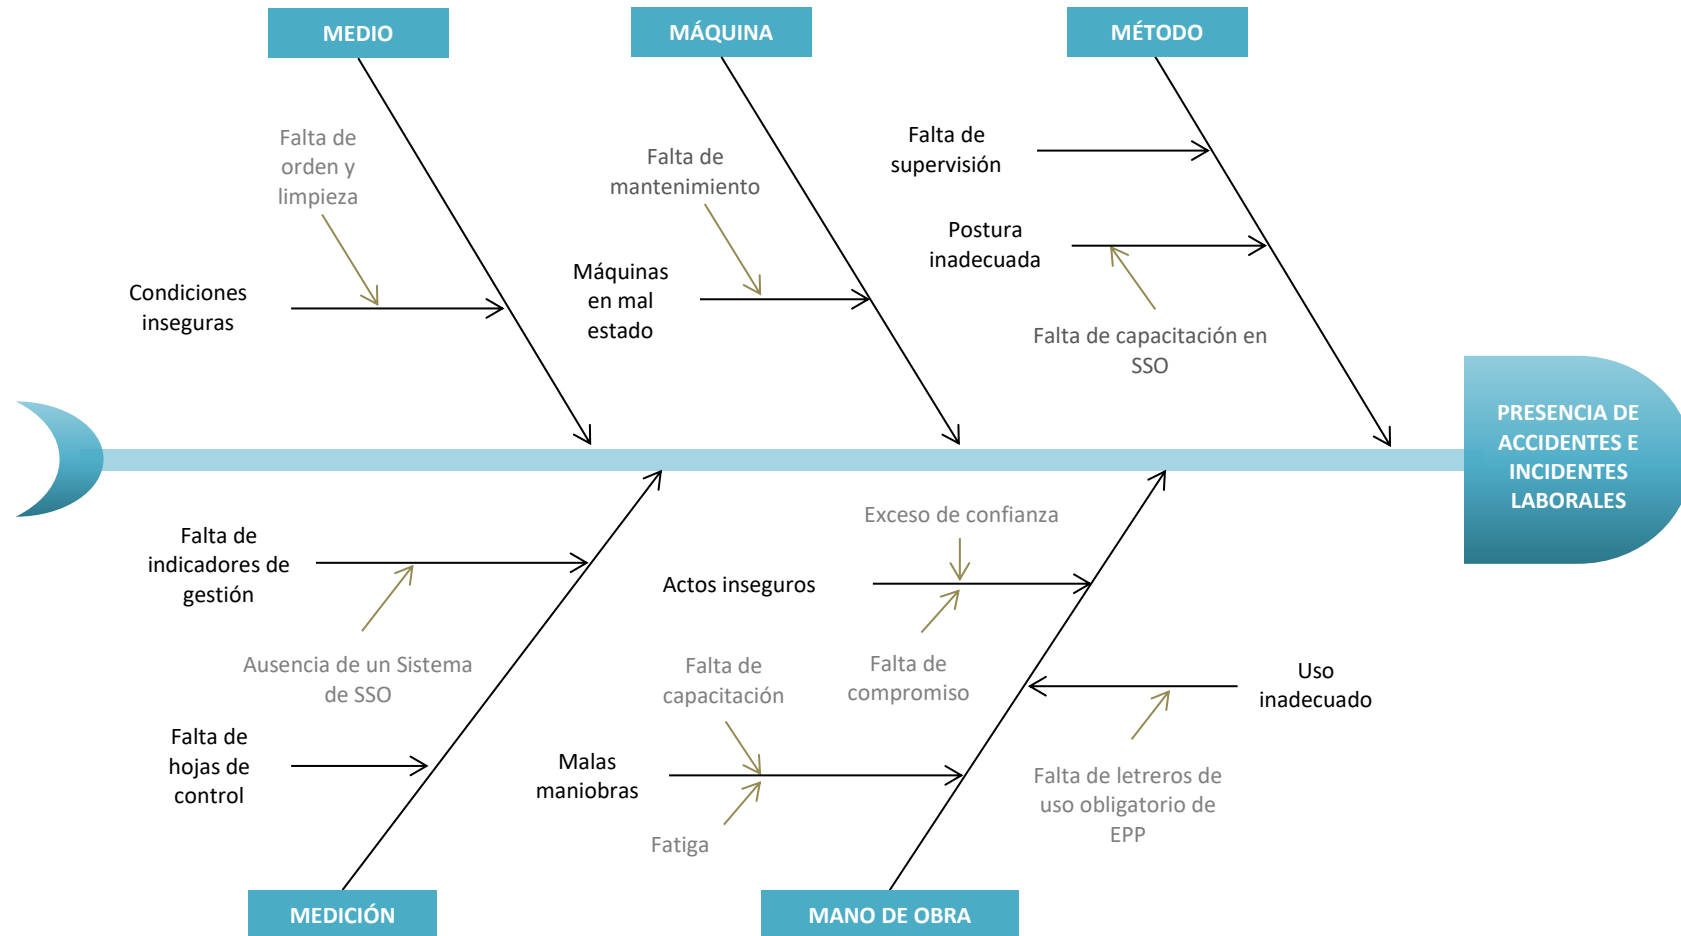 MEDIO
MÁQUINA
MÉTODO
Falta de
orden y
limpieza
Condiciones
inseguras
Falta de
mantenimiento
Máquinas
en mal
estado
Falta de
supervisión
Postura
inadecuada
Falta de capacitación en
SSO
PRESENCIA DE
ACCIDENTES E
INCIDENTES
LABORALES
Falta de
indicadores de
gestión
Ausencia de un Sistema
de SSO
Falta de
hojas de
control
Exceso de confianza
Actos inseguros
Falta de
compromiso
Falta de
capacitación
Malas
maniobras
Fatiga
Uso
inadecuado
Falta de letreros de
uso obligatorio de
EPP
MEDICIÓN
MANO DE OBRA